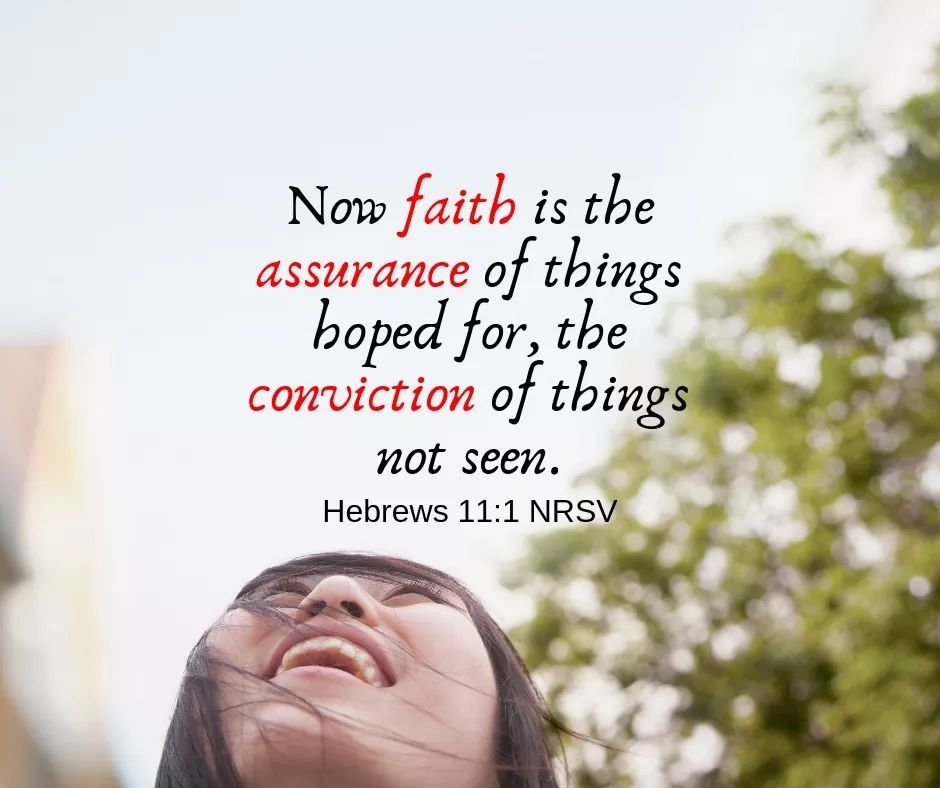 Now faith is the
assurance of things
hoped for, the
conviction of things
not seen.
Hebrews 11:1 NRSV